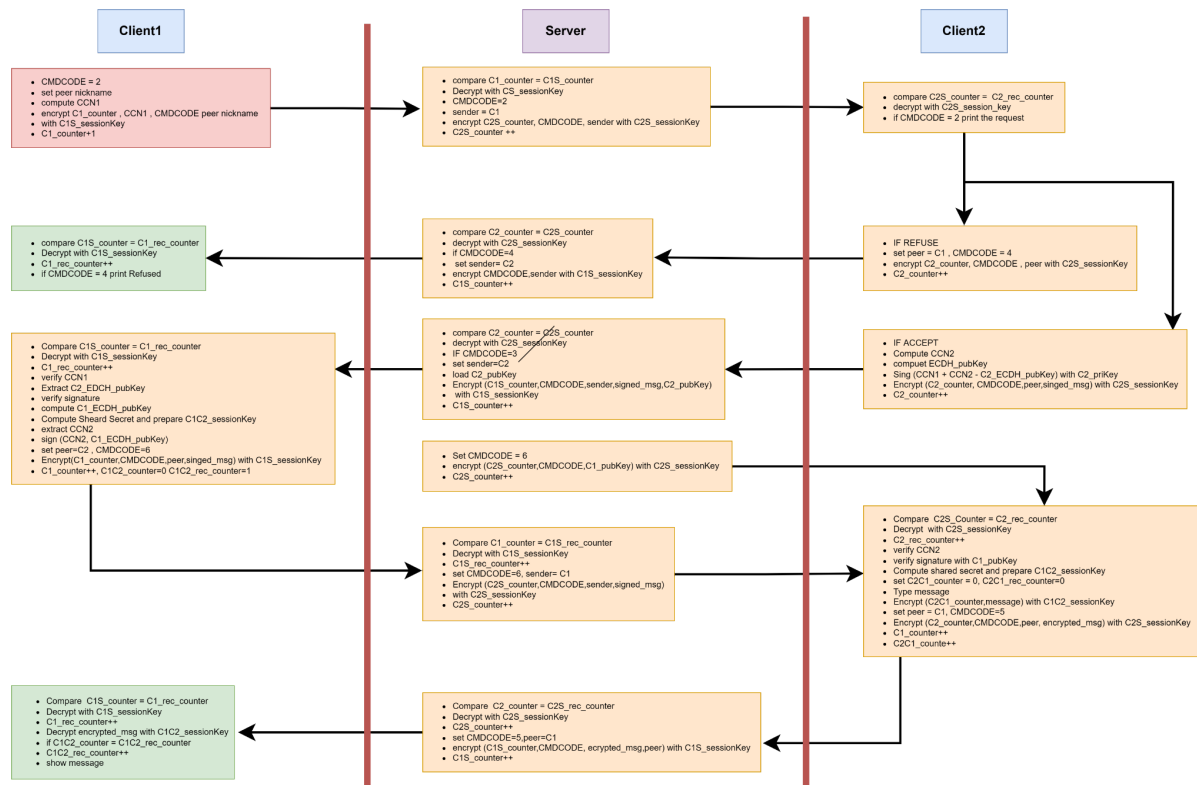 Client1
Server
Client2
CMDCODE = 2
set peer nickname
compute CCN1
encrypt C1_counter , CCN1 , CMDCODE peer nickname
with C1S_sessionKey
C1_counter+1
compare C1_counter = C1S_counter
Decrypt with CS_sessionKey
CMDCODE=2
sender = C1
encrypt C2S_counter, CMDCODE, sender with C2S_sessionKey
C2S_counter ++
compare C2S_counter = C2_rec_counter
decrypt with C2S_session_key
if CMDCODE = 2 print the request
compare C1S_counter = C1_rec_counter
Decrypt with C1S_sessionKey
C1_rec_counter++
if CMDCODE = 4 print Refused
compare C2_counter = C2S_counter
decrypt with C2S_sessionKey
if CMDCODE=4
set sender= C2
encrypt CMDCODE,sender with C1S_sessionKey
C1S_counter++
IF REFUSE
set peer = C1 , CMDCODE = 4
encrypt C2_counter, CMDCODE , peer with C2S_sessionKey
C2_counter++
Compare C1S_counter = C1_rec_counter
Decrypt with C1S_sessionKey
C1_rec_counter++
verify CCN1
Extract C2_EDCH_pubKey
verify signature
compute C1_ECDH_pubKey
Compute Sheard Secret and prepare C1C2_sessionKey
extract CCN2
sign (CCN2, C1_ECDH_pubKey)
set peer=C2 , CMDCODE=6
Encrypt(C1_counter,CMDCODE,peer,singed_msg) with C1S_sessionKey
C1_counter++, C1C2_counter=0 C1C2_rec_counter=1
compare C2_counter = C2S_counter
decrypt with C2S_sessionKey
IF CMDCODE=3
set sender=C2
load C2_pubKey
Encrypt (C1S_counter,CMDCODE,sender,signed_msg,C2_pubKey)
with C1S_sessionKey
C1S_counter++
IF ACCEPT
Compute CCN2
compuet ECDH_pubKey
Sing (CCN1 + CCN2 - C2_ECDH_pubKey) with C2_priKey
Encrypt (C2_counter, CMDCODE,peer,singed_msg) with C2S_sessionKey
C2_counter++
Set CMDCODE = 6
encrypt (C2S_counter,CMDCODE,C1_pubKey) with C2S_sessionKey
C2S_counter++
Compare C1_counter = C1S_rec_counter
Decrypt with C1S_sessionKey
C1S_rec_counter++
set CMDCODE=6, sender= C1
Encrypt (C2S_counter,CMDCODE,sender,signed_msg)
with C2S_sessionKey
C2S_counter++
Compare C2S_Counter = C2_rec_counter
Decrypt with C2S_sessionKey
C2_rec_counter++
verify CCN2
verify signature with C1_pubKey
Compute shared secret and prepare C1C2_sessionKey
set C2C1_counter = 0, C2C1_rec_counter=0
Type message
Encrypt (C2C1_counter,message) with C1C2_sessionKey
set peer = C1, CMDCODE=5
Encrypt (C2_counter,CMDCODE,peer, encrypted_msg) with C2S_sessionKey
C1_counter++
C2C1_counte++
Compare C1S_counter = C1_rec_counter
Decrypt with C1S_sessionKey
C1_rec_counter++
Decrypt encrypted_msg with C1C2_sessionKey
if C1C2_counter = C1C2_rec_counter
C1C2_rec_counter++
show message
Compare C2_counter = C2S_rec_counter
Decrypt with C2S_sessionKey
C2S_counter++
set CMDCODE=5,peer=C1
encrypt (C1S_counter,CMDCODE, ecrypted_msg,peer) with C1S_sessionKey
C1S_counter++